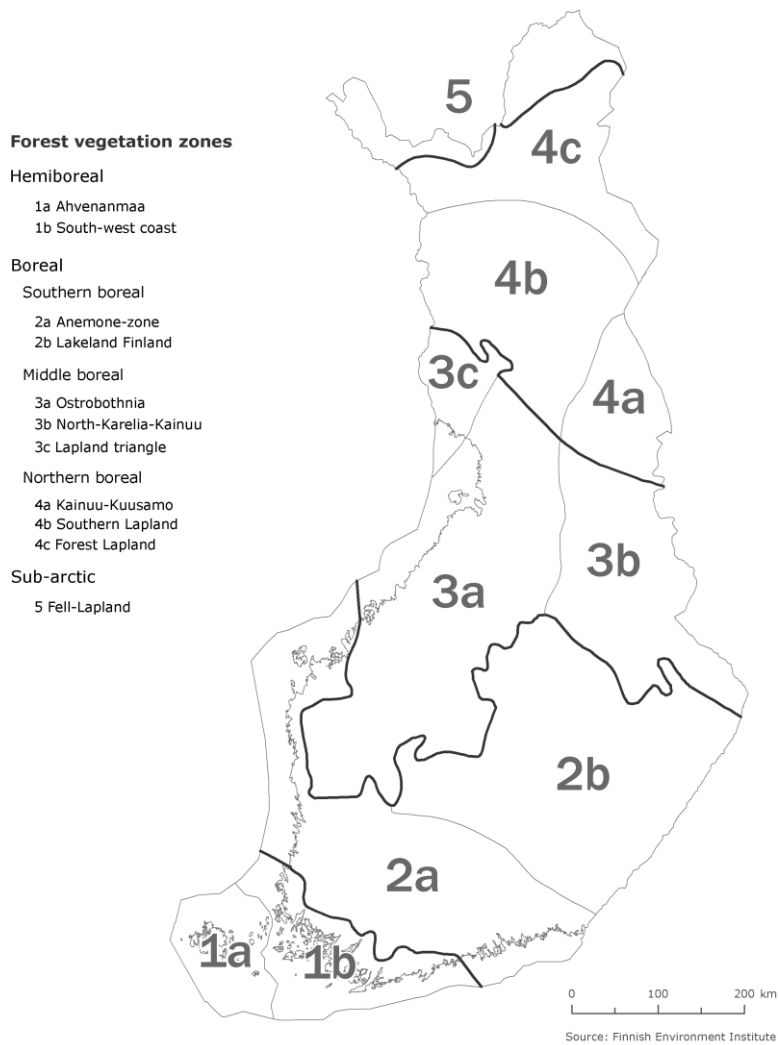 Forest vegetation zones
Hemiboreal
1a Ahvenanmaa
1b South-west coast
Boreal
Southern boreal
2a Anemone-zone
2b Lakeland Finland
Middle boreal
3a Ostrobothnia
3b North-Karelia-Kainuu
3c Lapland triangle
Northern boreal
4a Kainuu-Kuusamo
4b Southern Lapland
4c Forest Lapland
Sub-arctic
5 Fell-Lapland
5
4c
4b
3c
4a
3a
3b
2b
2a
1a
1b
0 100 200 km
Source: Finnish Environment Institute